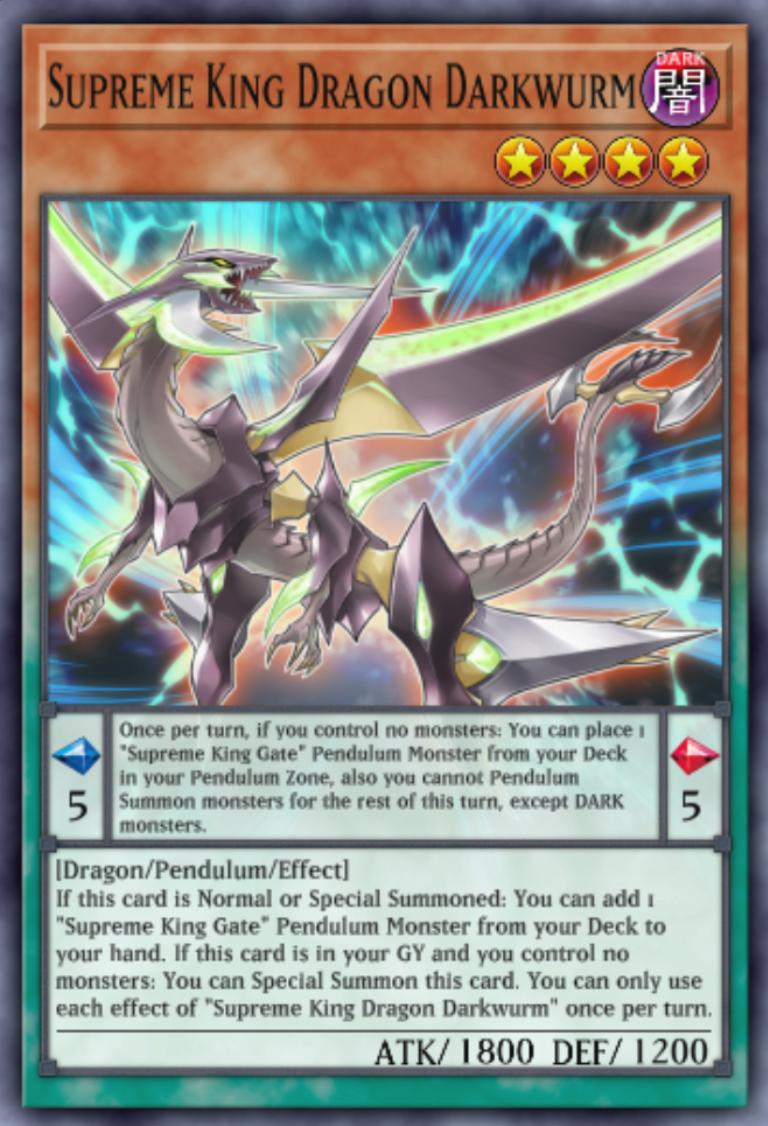 SUPREME KING DRAGON DARKWURM
DARK
闇
Once per turn, if you control no monsters: You can place 1
"Supreme King Gate" Pendulum Monster from your Deck
in your Pendulum Zone, also you cannot Pendulum
Summon monsters for the rest of this turn, except DARK
monsters.
5
5
[Dragon/Pendulum/Effect]
If this card is Normal or Special Summoned: You can add 1
"Supreme King Gate" Pendulum Monster from your Deck to
your hand. If this card is in your GY and you control no
monsters: You can Special Summon this card. You can only use
each effect of "Supreme King Dragon Darkwurm" once per turn.
ATK/ 1800 DEF/ 1200